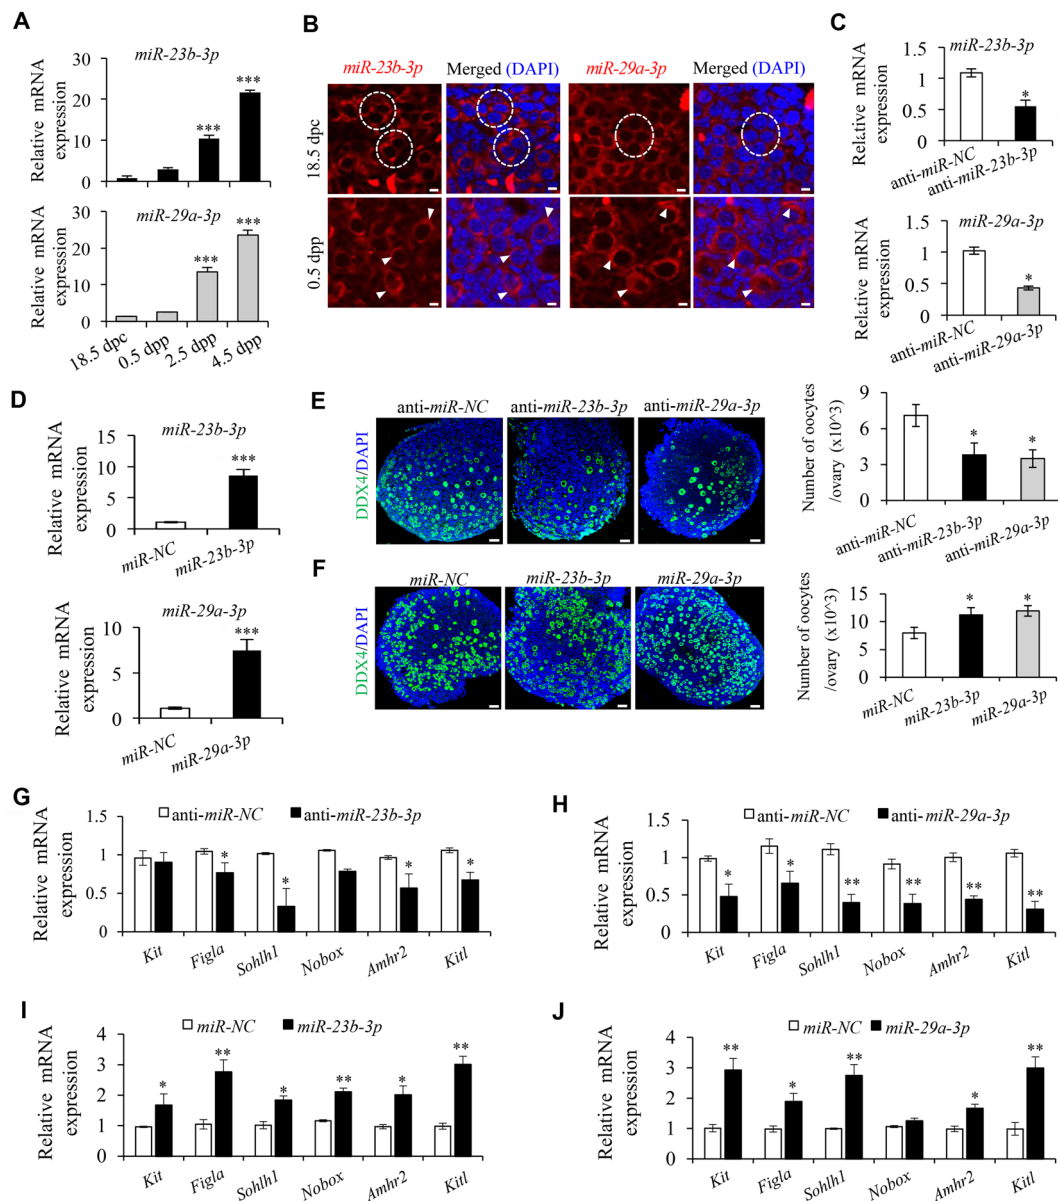 A
miR-23b-3p
Relative mRNA
expression
30
20
10
0
***
***
miR-29a-3p
Relative mRNA
expression
30
20
10
0
***
***
18.5 dpc
0.5 dpp
2.5 dpp
4.5 dpp
B
miR-23b-3p
Merged (DAPI)
miR-29a-3p
Merged (DAPI)
18.5 dpc
0.5 dpp
C
miR-23b-3p
Relative mRNA
expression
1.5
1
0.5
0
*
anti-miR-NC
anti-miR-23b-3p
miR-29a-3p
Relative mRNA
expression
1.5
1
0.5
0
*
anti-miR-NC
anti-miR-29a-3p
D
miR-23b-3p
Relative mRNA
expression
15
10
5
0
***
miR-NC
miR-23b-3p
miR-29a-3p
Relative mRNA
expression
10
5
0
***
miR-NC
miR-29a-3p
E
anti-miR-NC
anti-miR-23b-3p
anti-miR-29a-3p
DDX4/DAPI
Number of oocytes
/ovary (x10^3)
9
6
3
0
*
*
anti-miR-NC
anti-miR-23b-3p
anti-miR-29a-3p
F
miR-NC
miR-23b-3p
miR-29a-3p
DDX4/DAPI
Number of oocytes
/ovary (x10^3)
15
10
5
0
*
*
miR-NC
miR-23b-3p
miR-29a-3p
G
anti-miR-NC
anti-miR-23b-3p
Relative mRNA
expression
1.5
1
0.5
0
*
*
*
*
Kit
Figla
Sohlh1
Nobox
Amhr2
Kitl
H
anti-miR-NC
anti-miR-29a-3p
Relative mRNA
expression
1.5
1
0.5
0
*
*
**
**
**
**
Kit
Figla
Sohlh1
Nobox
Amhr2
Kitl
I
miR-NC
miR-23b-3p
Relative mRNA
expression
4
3
2
1
0
*
**
*
**
*
**
Kit
Figla
Sohlh1
Nobox
Amhr2
Kitl
J
miR-NC
miR-29a-3p
Relative mRNA
expression
4
3
2
1
0
**
*
**
*
**
Kit
Figla
Sohlh1
Nobox
Amhr2
Kitl